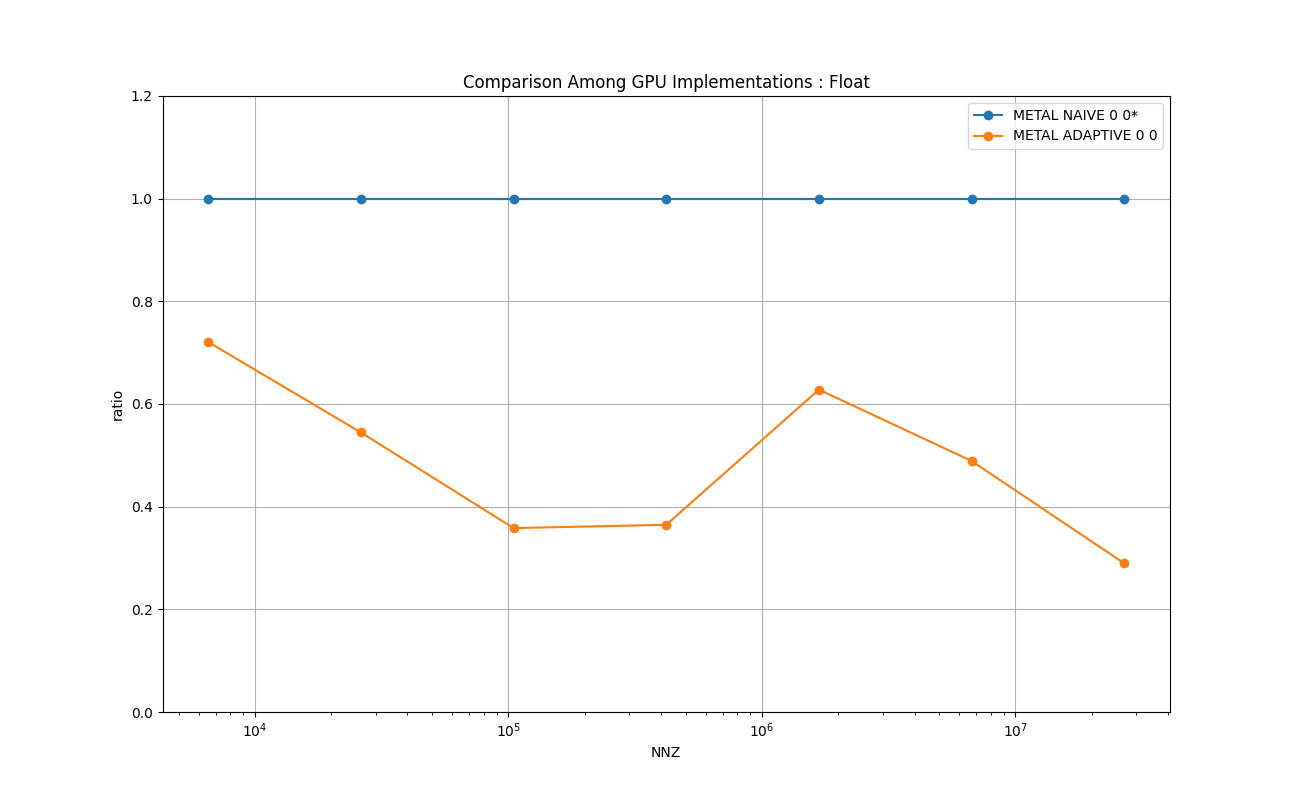 Comparison Among GPU Implementations : Float
METAL NAIVE 0 0*
METAL ADAPTIVE 0 0
1.2
1.0
0.8
0.6
0.4
0.2
0.0
ratio
10⁴
10⁵
10⁶
10⁷
NNZ